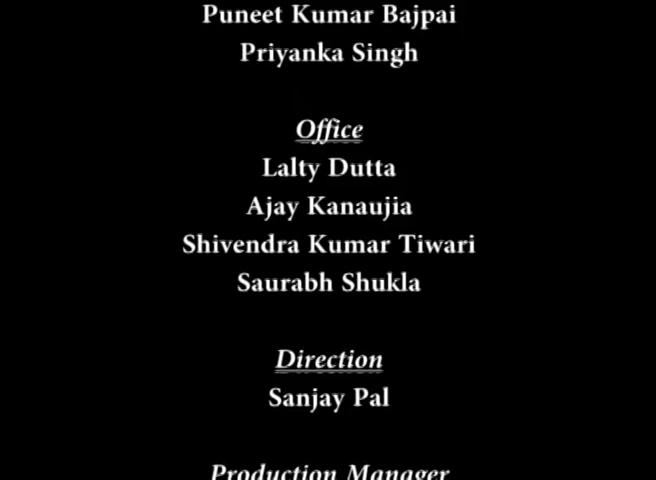 Puneet Kumar Bajpai
Priyanka Singh
Office
Lalty Dutta
Ajay Kanaujia
Shivendra Kumar Tiwari
Saurabh Shukla
Direction
Sanjay Pal
Production Manager